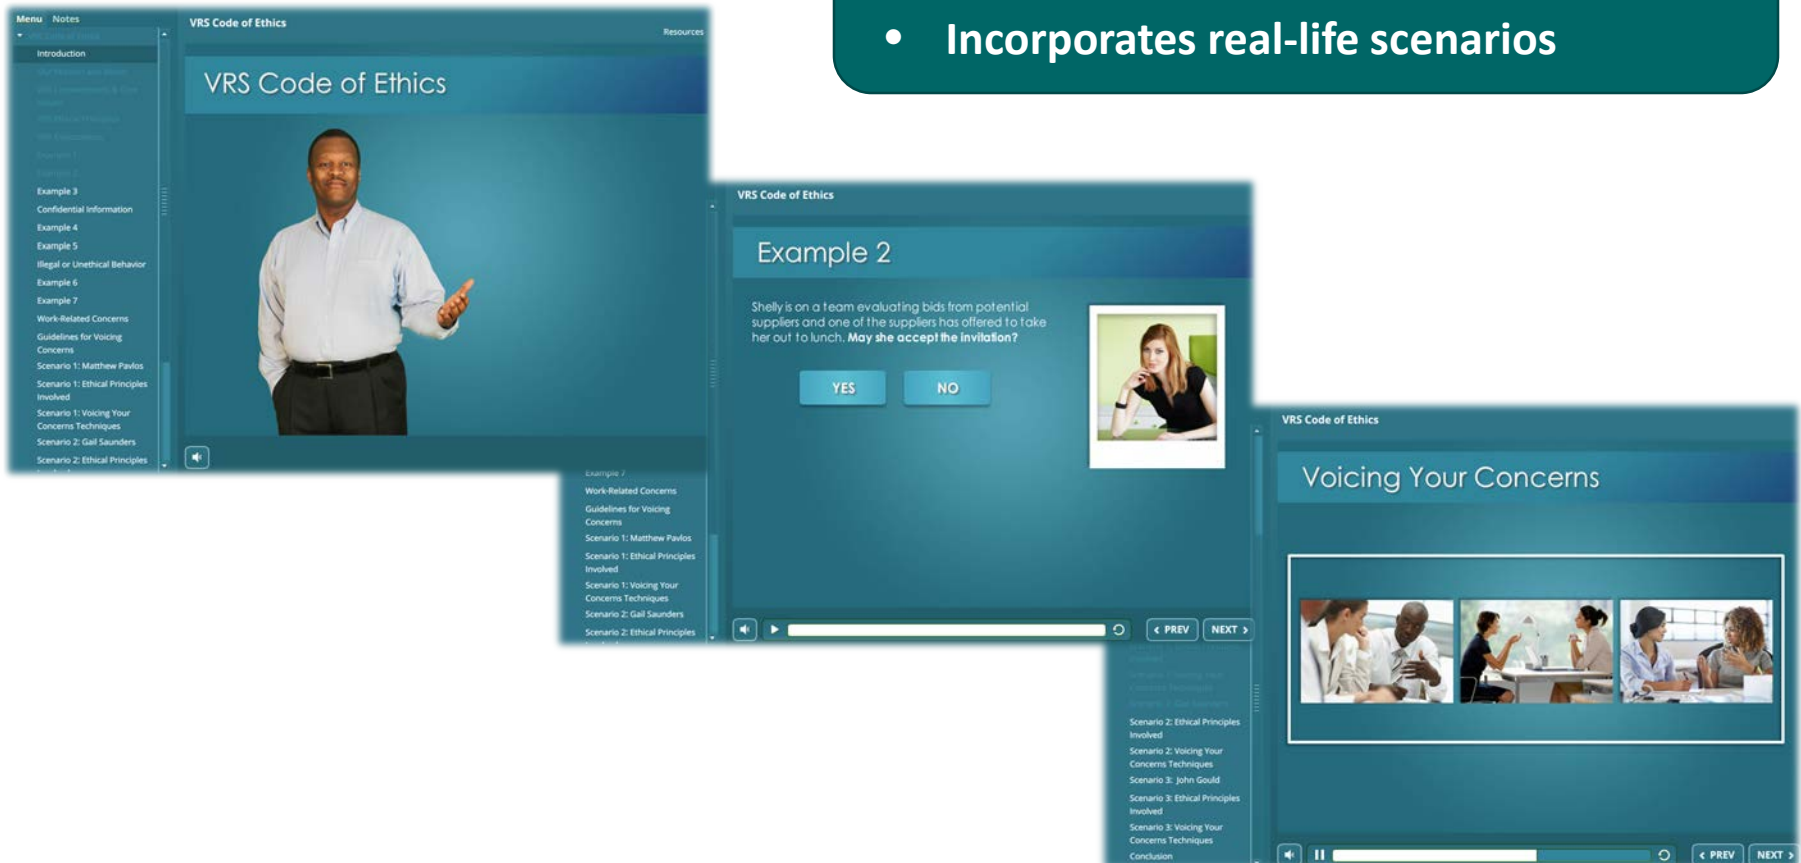 • Incorporates real-life scenarios
Menu Notes
VRS Code of Ethics
Resources
Introduction
VRS Code of Ethics
Example 3
Confidential Information
Example 4
Example 5
Illegal or Unethical Behavior
Example 6
Example 7
Work-Related Concerns
Guidelines for Voicing
Concerns
Scenario 1: Matthew Pavlos
Scenario 1: Ethical Principles
Involved
Scenario 1: Voicing Your
Concerns Techniques
Scenario 2: Gail Saunders
Scenario 2: Ethical Principles
VRS Code of Ethics
Example 2
Shelly is on a team evaluating bids from potential
suppliers and one of the suppliers has offered to take
her out to lunch. May she accept the invitation?
YES NO
Example 7
Work-Related Concerns
Guidelines for Voicing
Concerns
Scenario 1: Matthew Pavlos
Scenario 1: Ethical Principles
Involved
Scenario 1: Voicing Your
Concerns Techniques
Scenario 2: Gail Saunders
Scenario 2: Ethical Principles
‹ PREV NEXT ›
VRS Code of Ethics
Voicing Your Concerns
Scenario 2: Ethical Principles
Involved
Scenario 2: Voicing Your
Concerns Techniques
Scenario 3: John Gould
Scenario 3: Ethical Principles
Involved
Scenario 3: Voicing Your
Concerns Techniques
Conclusion
‹ PREV NEXT ›